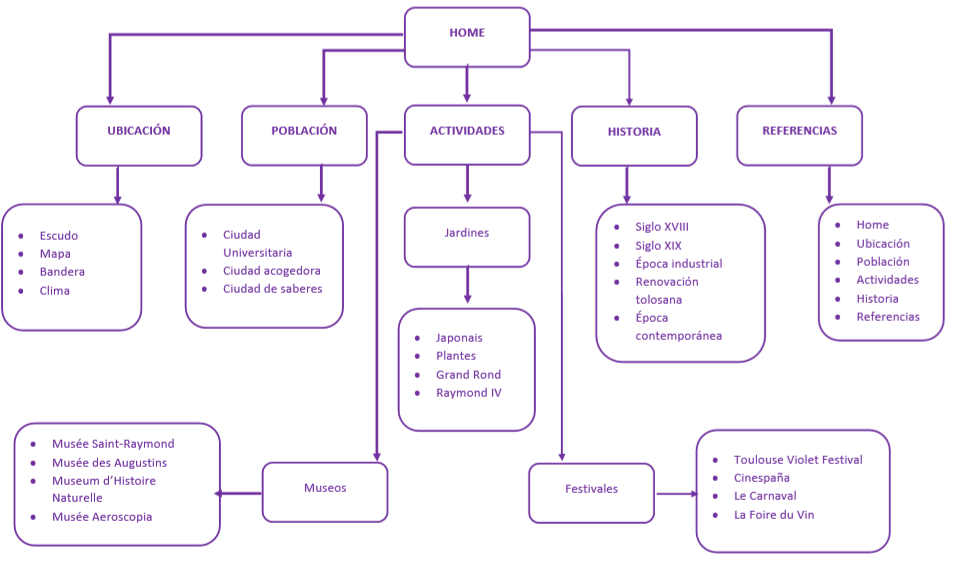 HOME
UBICACIÓN
POBLACIÓN
ACTIVIDADES
HISTORIA
REFERENCIAS
• Escudo
• Mapa
• Bandera
• Clima
• Ciudad
Universitaria
• Ciudad acogedora
• Ciudad de saberes
Jardines
• Japonais
• Plantes
• Grand Rond
• Raymond IV
• Siglo XVIII
• Siglo XIX
• Época industrial
• Renovación
tolosana
• Época
contemporánea
• Home
• Ubicación
• Población
• Actividades
• Historia
• Referencias
• Musée Saint-Raymond
• Musée des Augustins
• Museum d’Histoire
Naturelle
• Musée Aeroscopia
Museos
Festivales
• Toulouse Violet Festival
• Cinespaña
• Le Carnaval
• La Foire du Vin